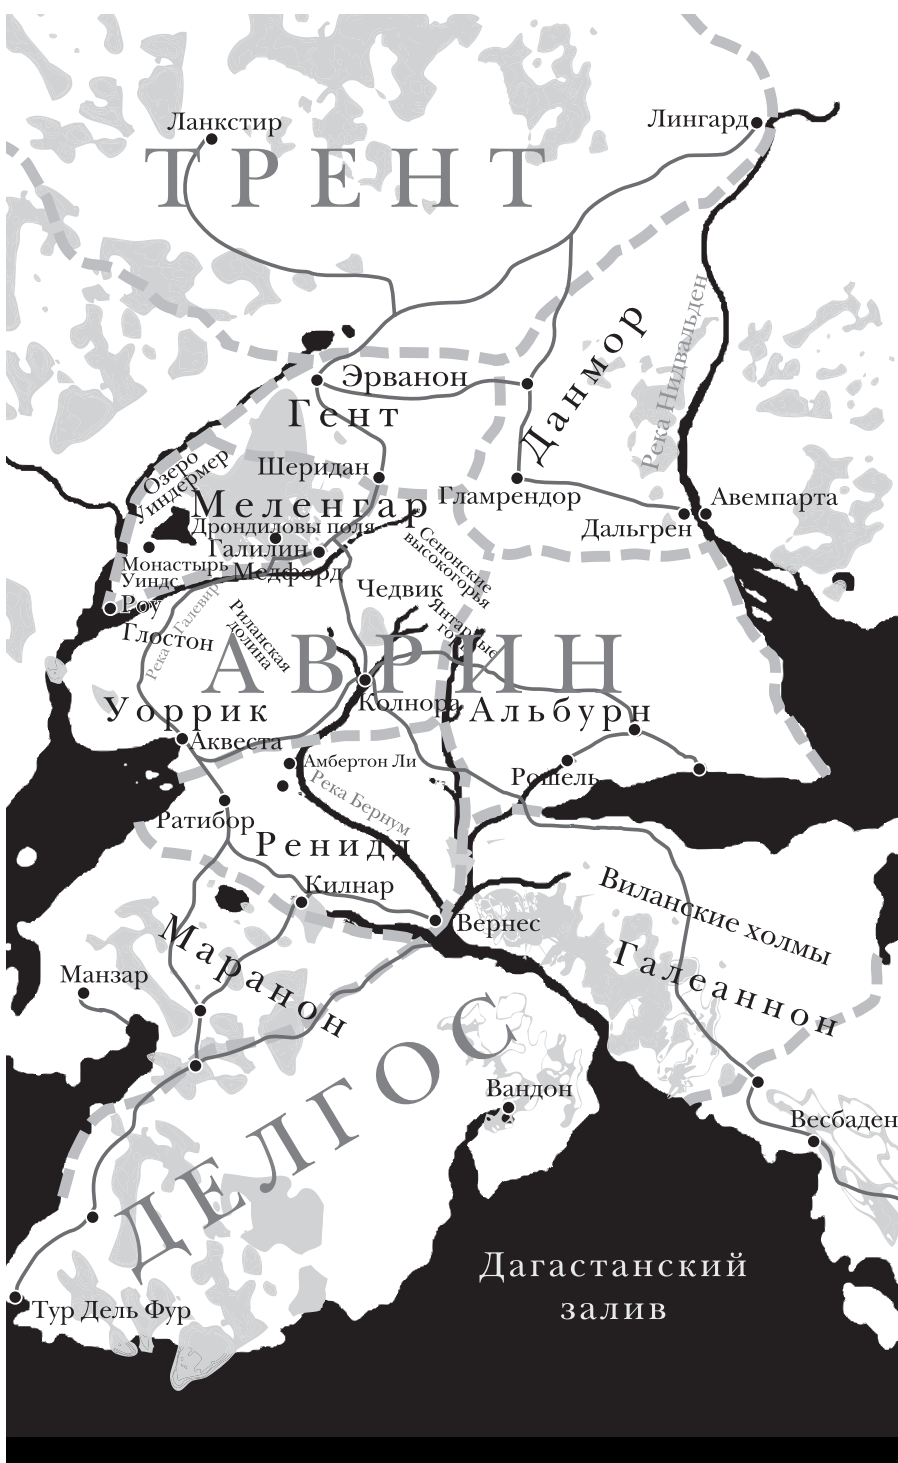 Ланкстир
Лингард
ТРЕНТ
Река Нидвальден
Данмор
Эрванон
Гент
Шеридан
Озеро
Уиндермер
Меленгар
Гламрендор
Авемпарта
Дрондиловы поля
Дальгрен
Галилин
Сенонские
высокогорья
Монастырь
Уиндс
Медфорд
Чедвик
Роу
Река Галевир
Риланская
долина
Янтарные
горы
Глостон
АВРИН
Уоррик
Колнора
Альбурн
Аквеста
Амбертон Ли
Рошель
Река Бернум
Ратибор
Ренидд
Килнар
Виланские холмы
Вернес
Маранон
Галеаннон
Манзар
ДЕЛГОС
Вандон
Весбаден
Дагастанский
залив
Тур Дель Фур